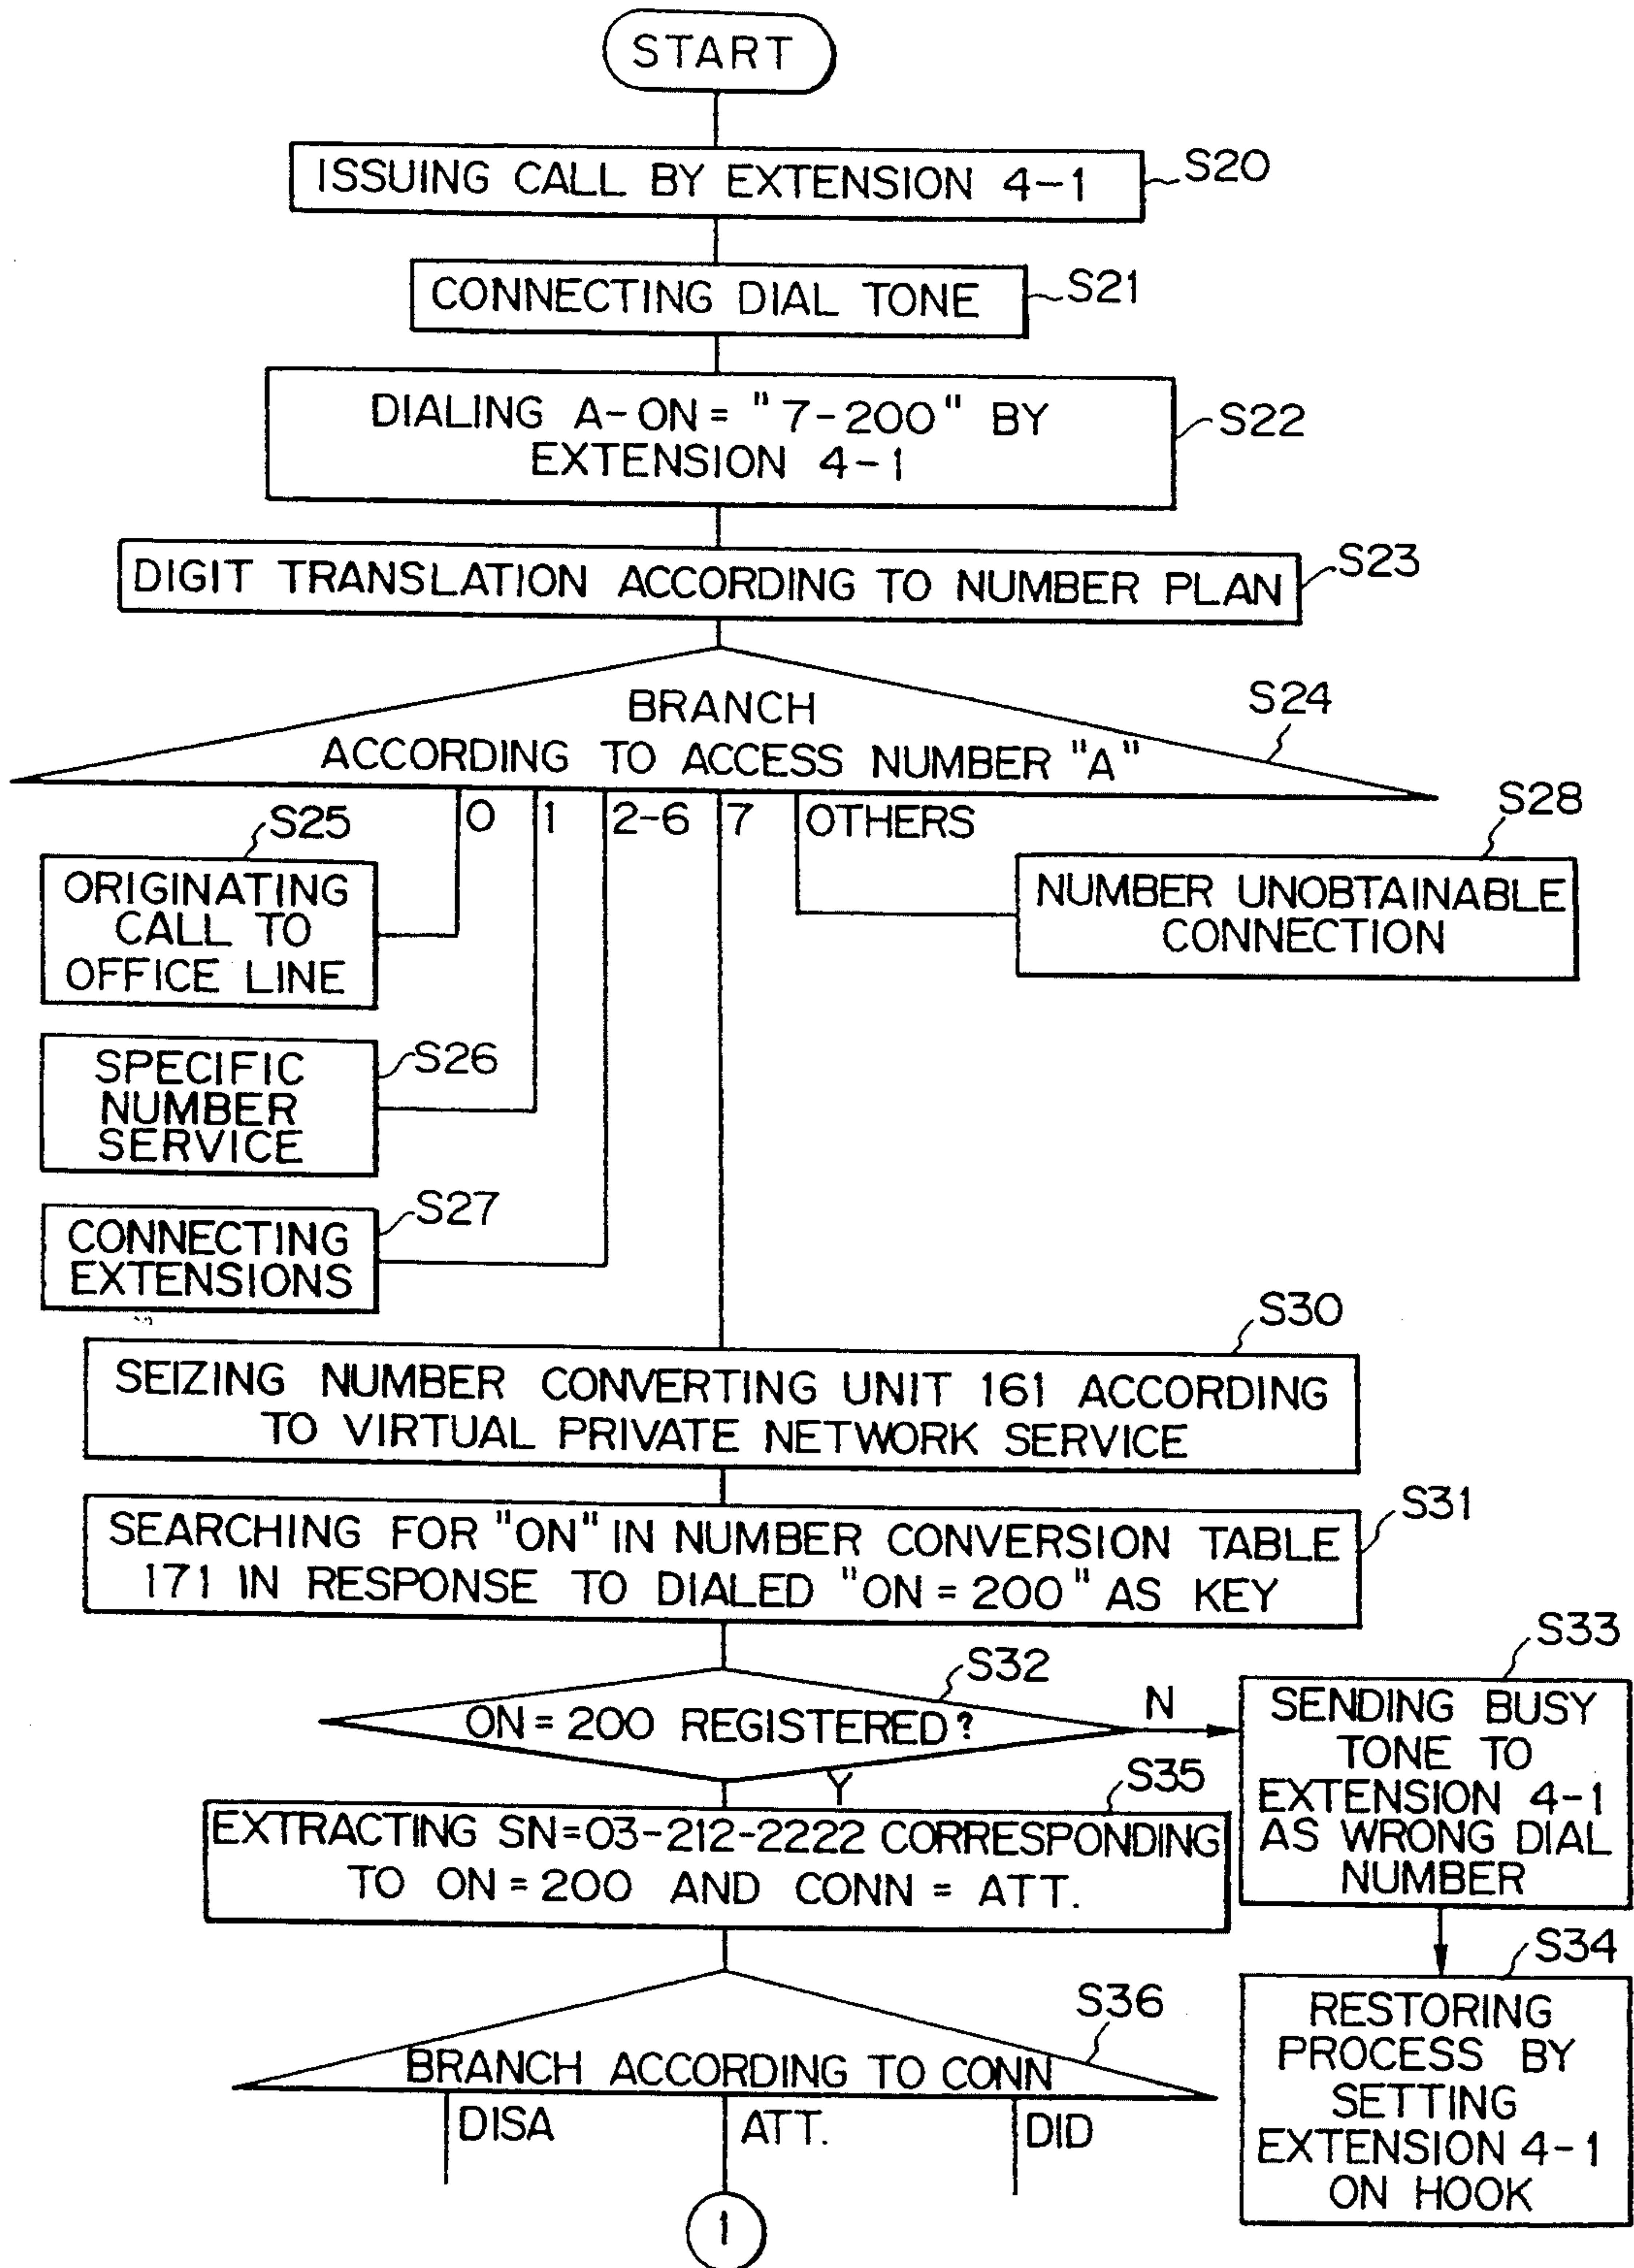 START
ISSUING CALL BY EXTENSION 4-1
S20
CONNECTING DIAL TONE
S21
DIALING A-ON = "7-200" BY
EXTENSION 4-1
S22
DIGIT TRANSLATION ACCORDING TO NUMBER PLAN
S23
BRANCH
ACCORDING TO ACCESS NUMBER "A"
S24
0
1
2-6
7
OTHERS
S25
ORIGINATING
CALL TO
OFFICE LINE
S28
NUMBER UNOBTAINABLE
CONNECTION
SPECIFIC
NUMBER
SERVICE
S26
CONNECTING
EXTENSIONS
S27
S30
SEIZING NUMBER CONVERTING UNIT 161 ACCORDING
TO VIRTUAL PRIVATE NETWORK SERVICE
S31
SEARCHING FOR "ON" IN NUMBER CONVERSION TABLE
171 IN RESPONSE TO DIALED "ON = 200" AS KEY
S32
ON = 200 REGISTERED?
N
Y
S33
SENDING BUSY
TONE TO
EXTENSION 4-1
AS WRONG DIAL
NUMBER
S35
EXTRACTING SN=03-212-2222 CORRESPONDING
TO ON = 200 AND CONN = ATT.
S34
RESTORING
PROCESS BY
SETTING
EXTENSION 4-1
ON HOOK
S36
BRANCH ACCORDING TO CONN
DISA
ATT.
DID
1